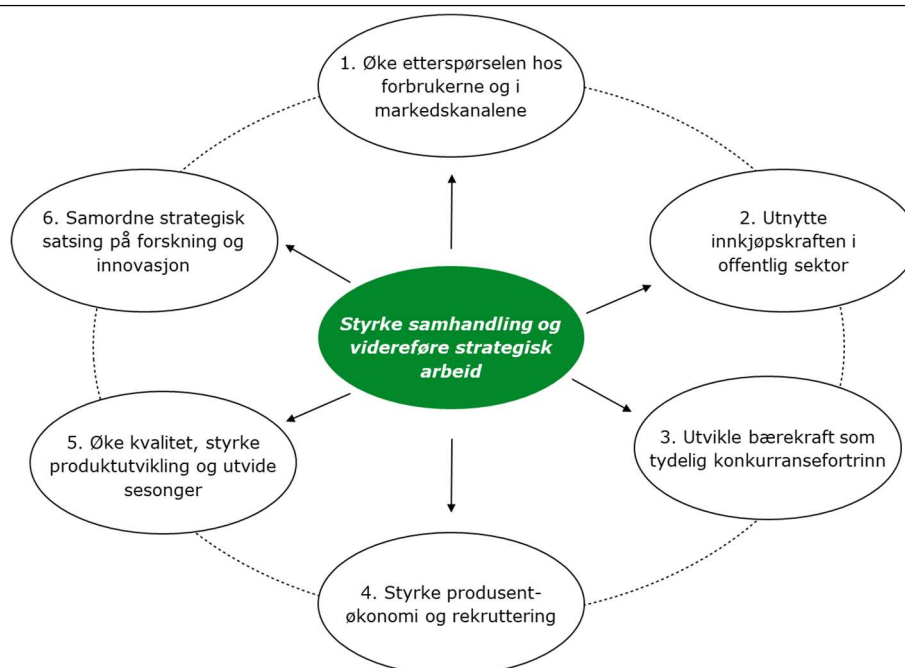 1. Øke etterspørselen hos
forbrukerne og i
markedskanalene
2. Utnytte
innkjøpskraften i
offentlig sektor
3. Utvikle bærekraft som
tydelig konkurransefortrinn
4. Styrke produsent-
økonomi og rekruttering
5. Øke kvalitet, styrke
produktutvikling og utvide
sesonger
6. Samordne strategisk
satsing på forskning og
innovasjon
Styrke samhandling og
videreføre strategisk
arbeid